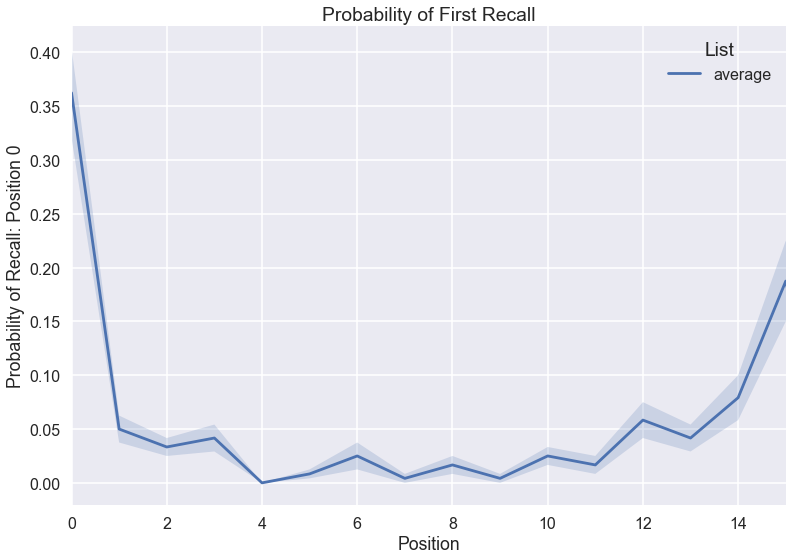 Probability of First Recall
List
average
Probability of Recall: Position 0
0.40
0.35
0.30
0.25
0.20
0.15
0.10
0.05
0.00
0 2 4 6 8 10 12 14
Position